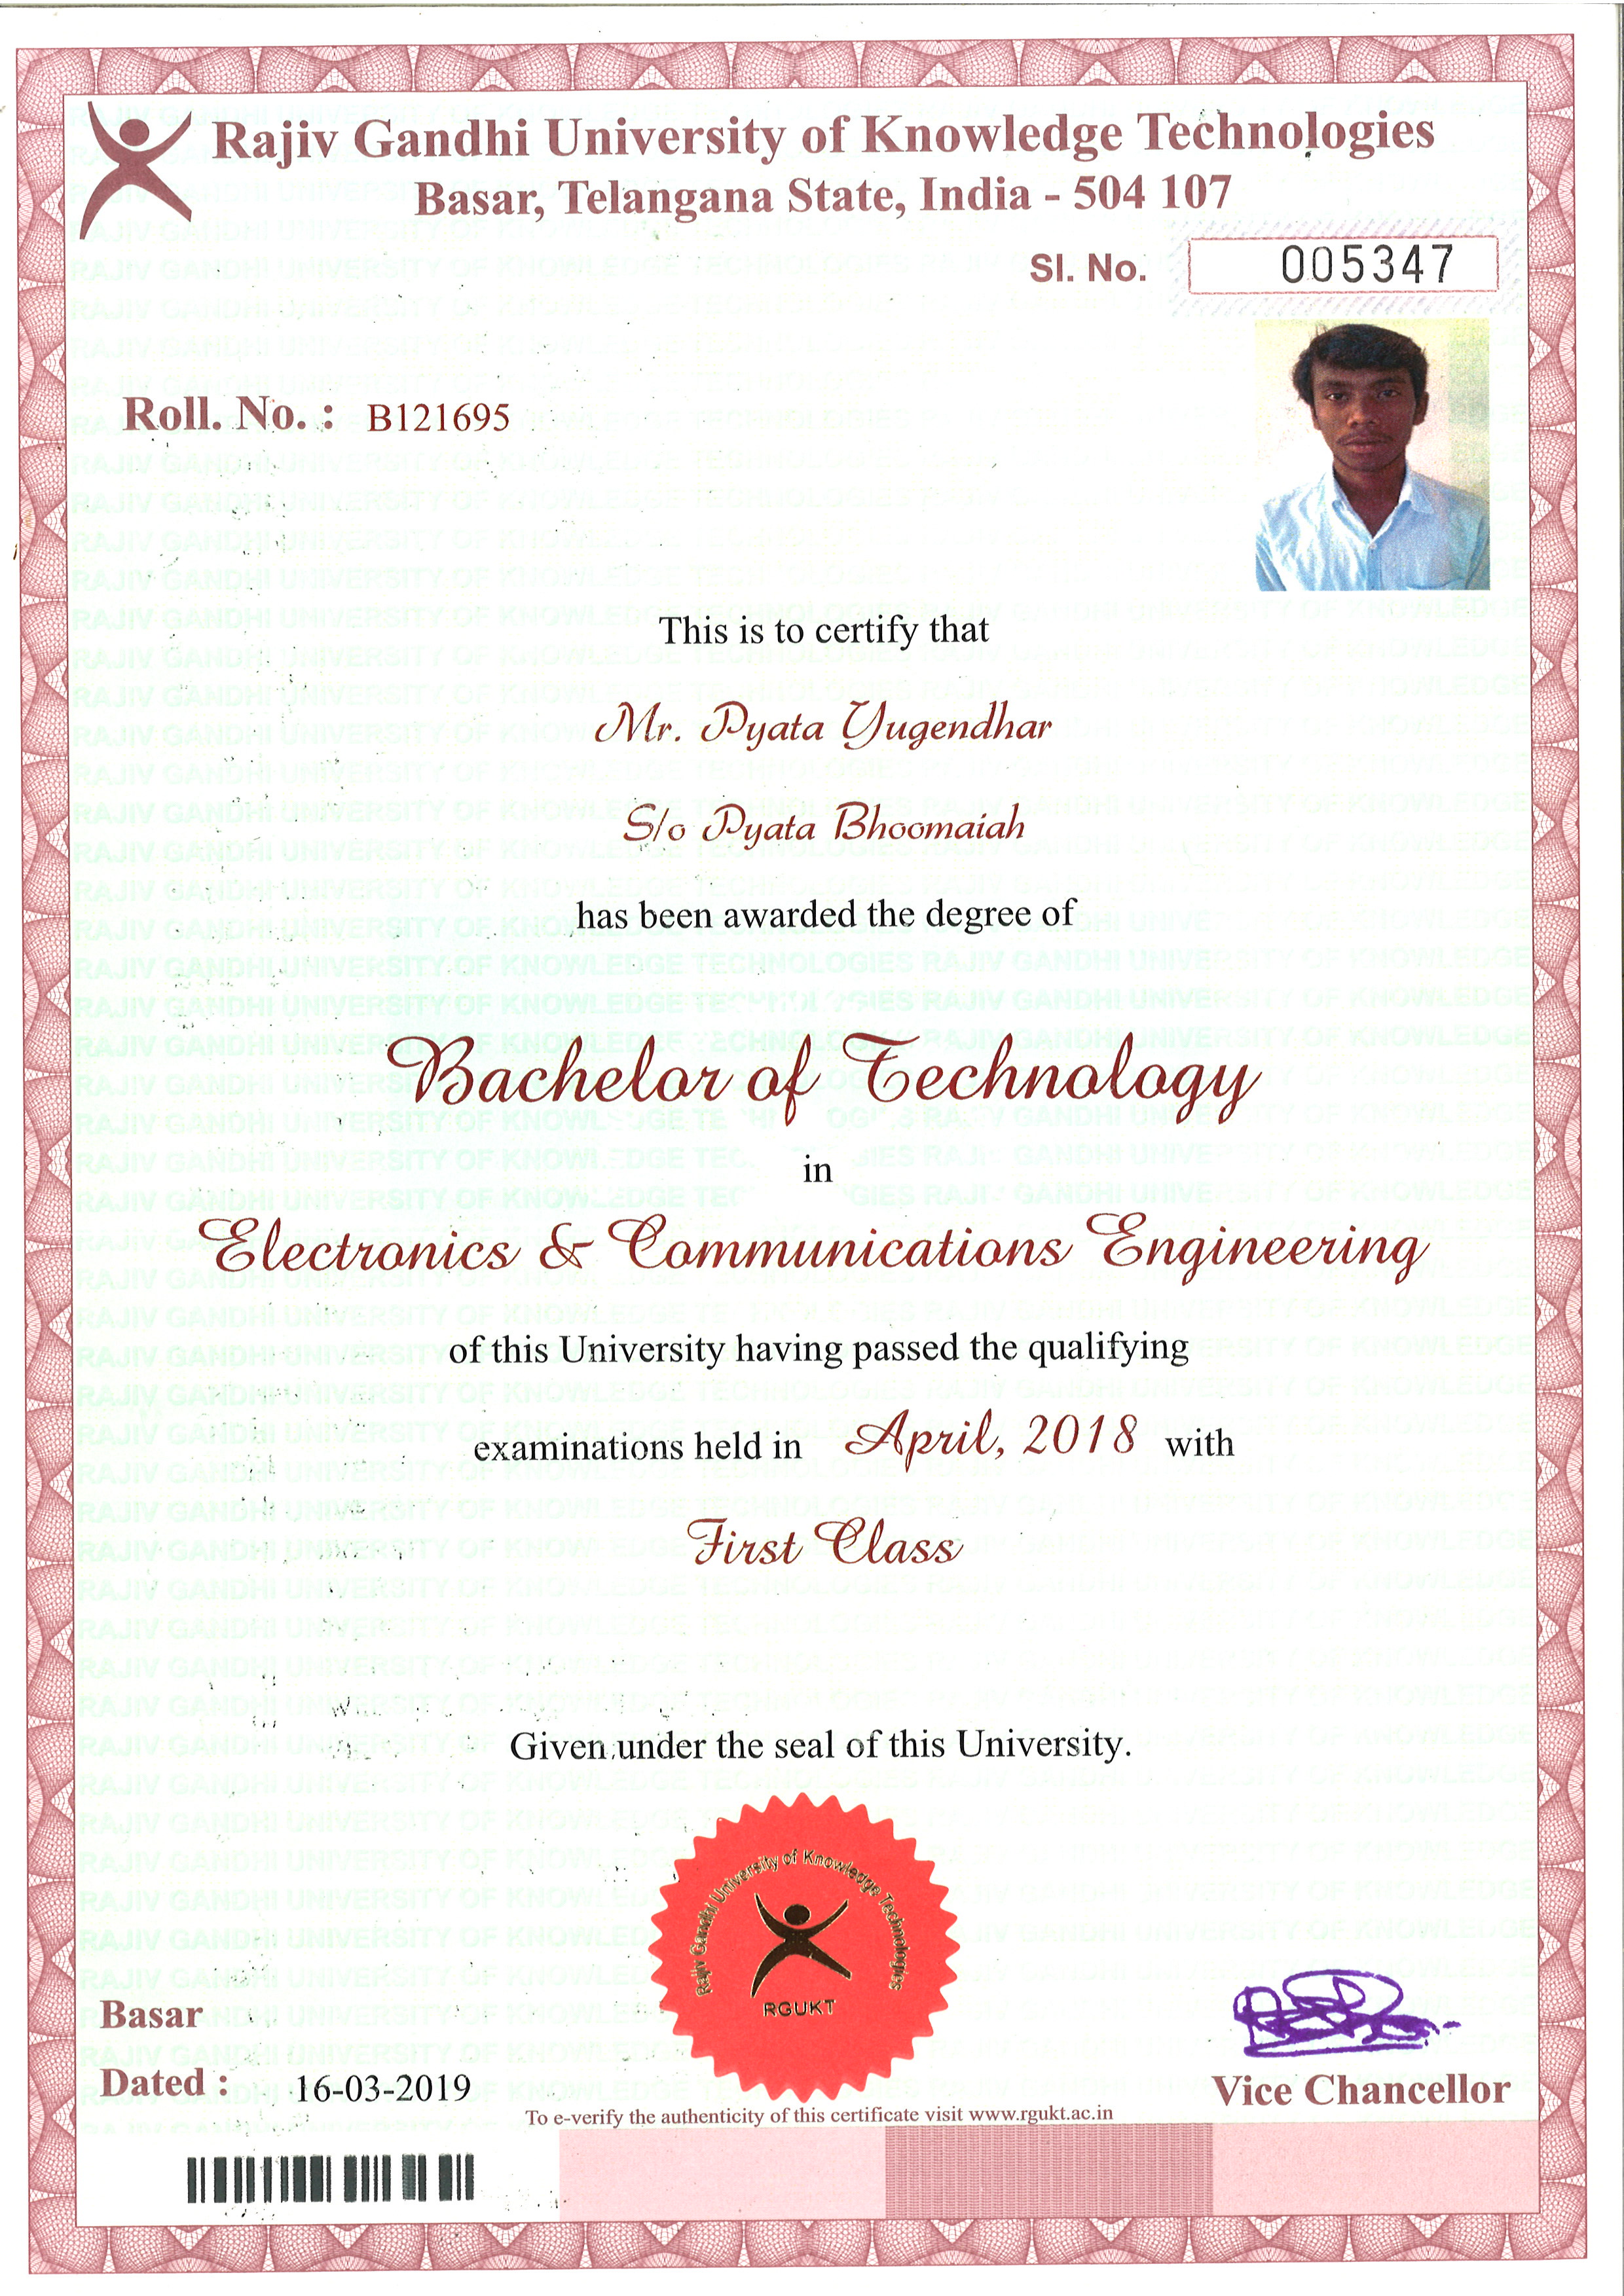 Rajiv Gandhi University of Knowledge Technologies
Basar, Telangana State, India - 504 107
Sl. No. 005347
Roll. No. : B121695
This is to certify that
Mr. Pyata Yugendhar
S/o Pyata Bhoomaiah
has been awarded the degree of
Bachelor of Technology
in
Electronics & Communications Engineering
of this University having passed the qualifying
examinations held in April, 2018 with
First Class
Given under the seal of this University.
Rajiv Gandhi University of Knowledge Technologies
RGUKT
Basar
Dated : 16-03-2019
Vice Chancellor
To e-verify the authenticity of this certificate visit www.rgukt.ac.in